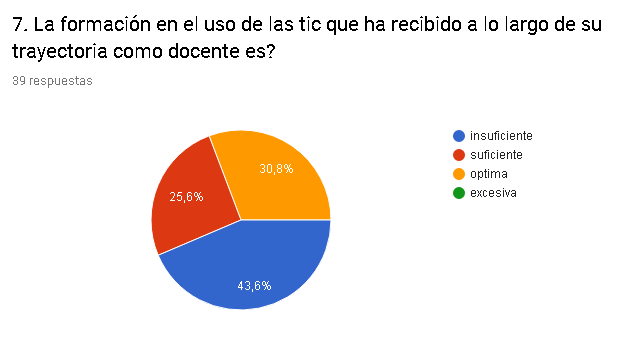 7. La formación en el uso de las tic que ha recibido a lo largo de su
trayectoria como docente es?
39 respuestas
insuficiente
suficiente
optima
excesiva
30,8%
25,6%
43,6%